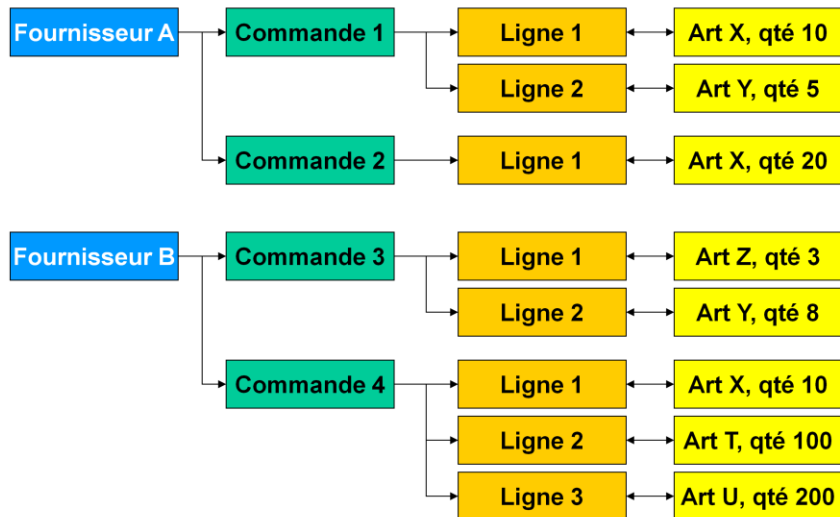 Fournisseur A
Commande 1
Ligne 1
Art X, qté 10
Ligne 2
Art Y, qté 5
Commande 2
Ligne 1
Art X, qté 20
Fournisseur B
Commande 3
Ligne 1
Art Z, qté 3
Ligne 2
Art Y, qté 8
Commande 4
Ligne 1
Art X, qté 10
Ligne 2
Art T, qté 100
Ligne 3
Art U, qté 200